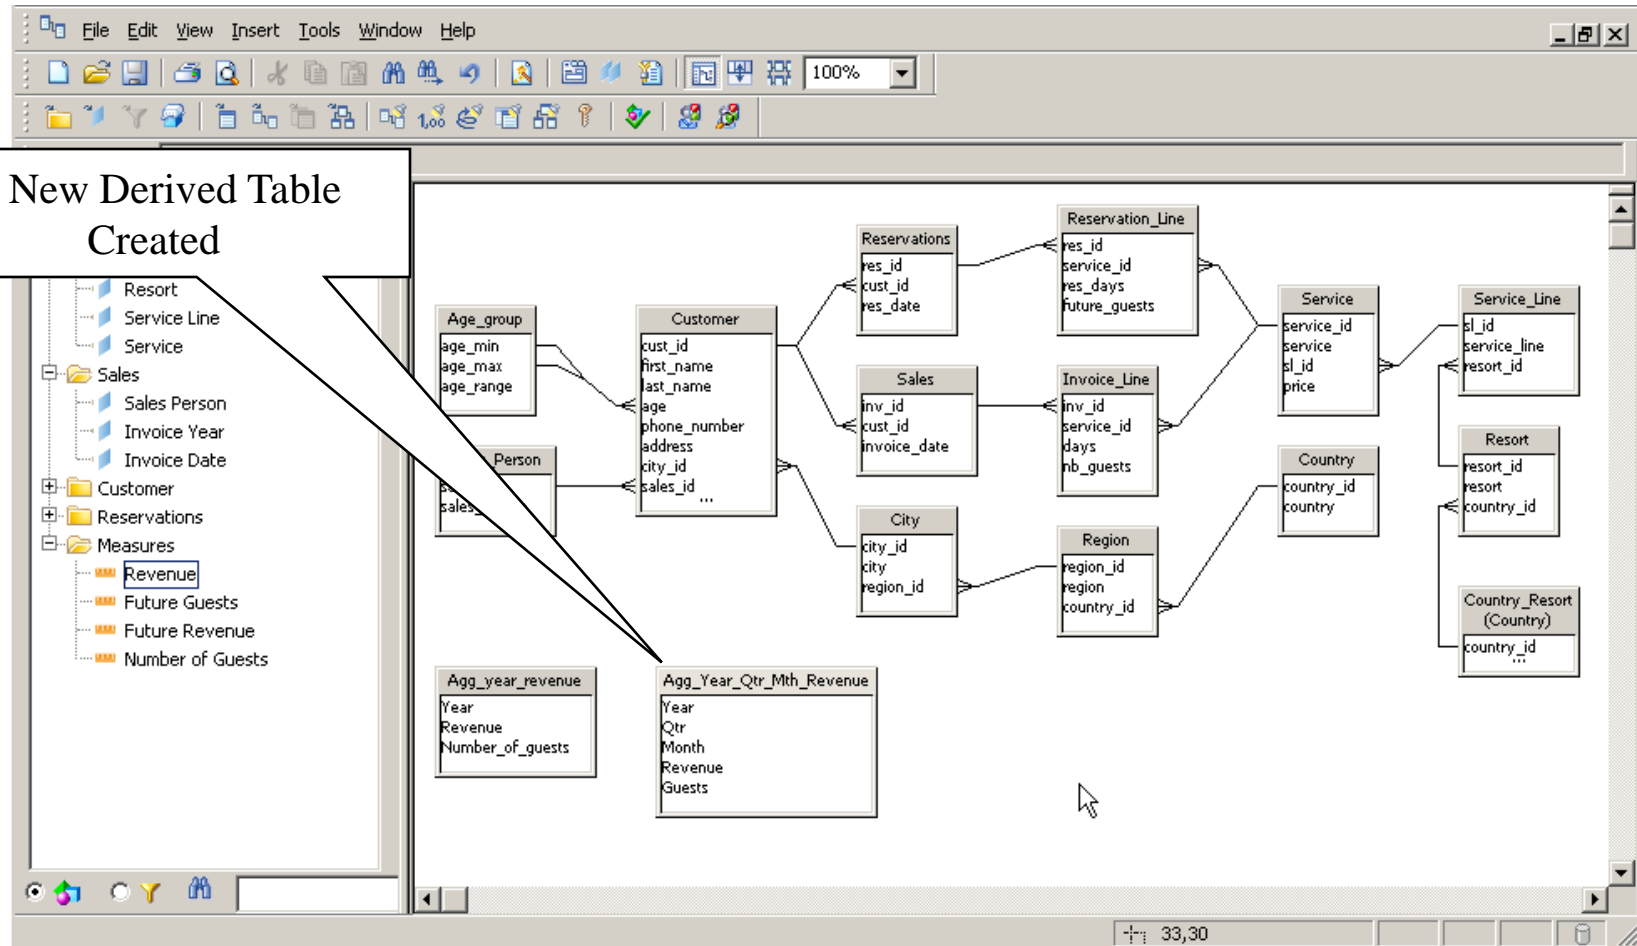 File Edit View Insert Tools Window Help
100%
1,00
New Derived Table
Created
Resort
Service Line
Service
Sales
Sales Person
Invoice Year
Invoice Date
Customer
Reservations
Measures
Revenue
Future Guests
Future Revenue
Number of Guests
Age_group
age_min
age_max
age_range
Person
sales_
Customer
cust_id
first_name
last_name
age
phone_number
address
city_id
sales_id
...
Reservations
res_id
cust_id
res_date
Sales
inv_id
cust_id
invoice_date
City
city_id
city
region_id
Reservation_Line
res_id
service_id
res_days
future_guests
Invoice_Line
inv_id
service_id
days
nb_guests
Region
region_id
region
country_id
Service
service_id
service
sl_id
price
Country
country_id
country
Service_Line
sl_id
service_line
resort_id
Resort
resort_id
resort
country_id
Country_Resort
(Country)
country_id
...
Agg_year_revenue
Year
Revenue
Number_of_guests
Agg_Year_Qtr_Mth_Revenue
Year
Qtr
Month
Revenue
Guests
33,30